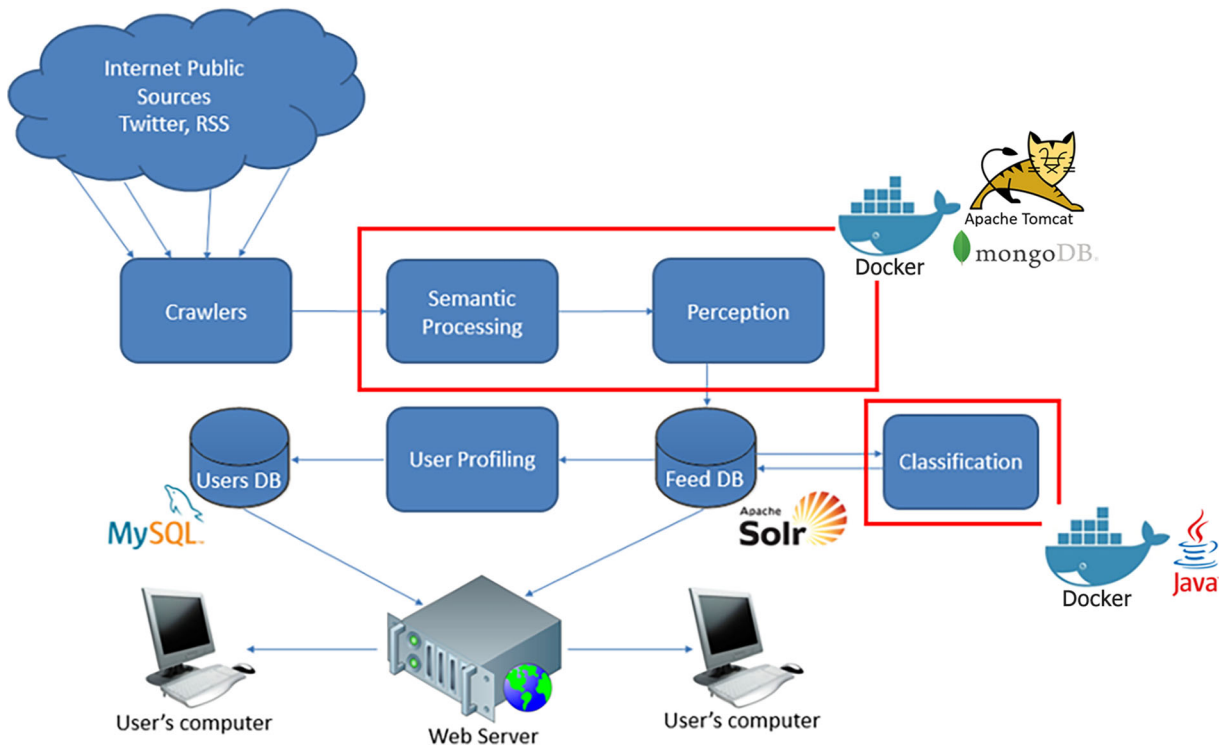 Internet Public
Sources
Twitter, RSS
Apache Tomcat
mongoDB®
Docker
Crawlers
Semantic
Processing
Perception
Users DB
User Profiling
Feed DB
Classification
MySQL™
Apache
Solr
Docker
Java
User's computer
Web Server
User's computer